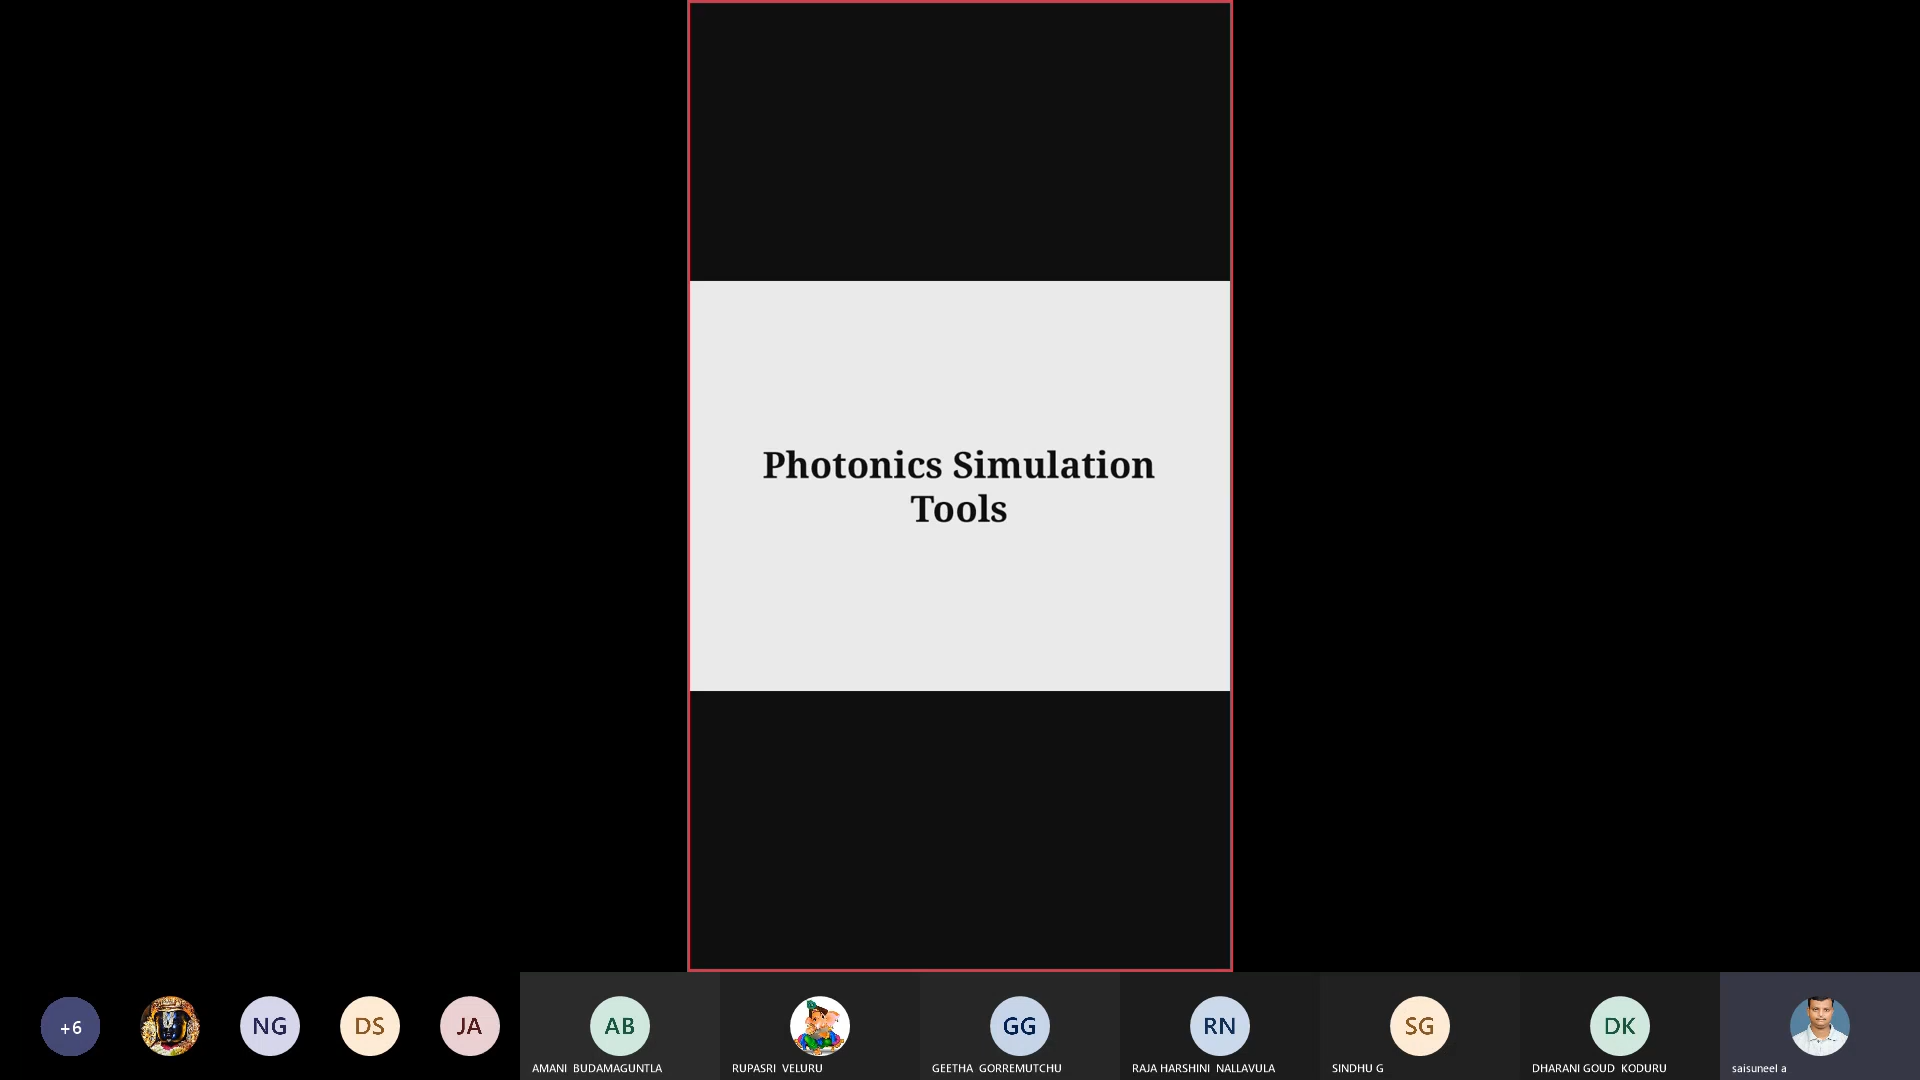 Photonics Simulation
Tools
+6
NG
DS
JA
AB
GG
RN
SG
DK
AMANI BUDAMAGUNTLA
RUPASRI VELURU
GEETHA GORREMUTCHU
RAJA HARSHINI NALLAVULA
SINDHU G
DHARANI GOUD KODURU
saisuneel a